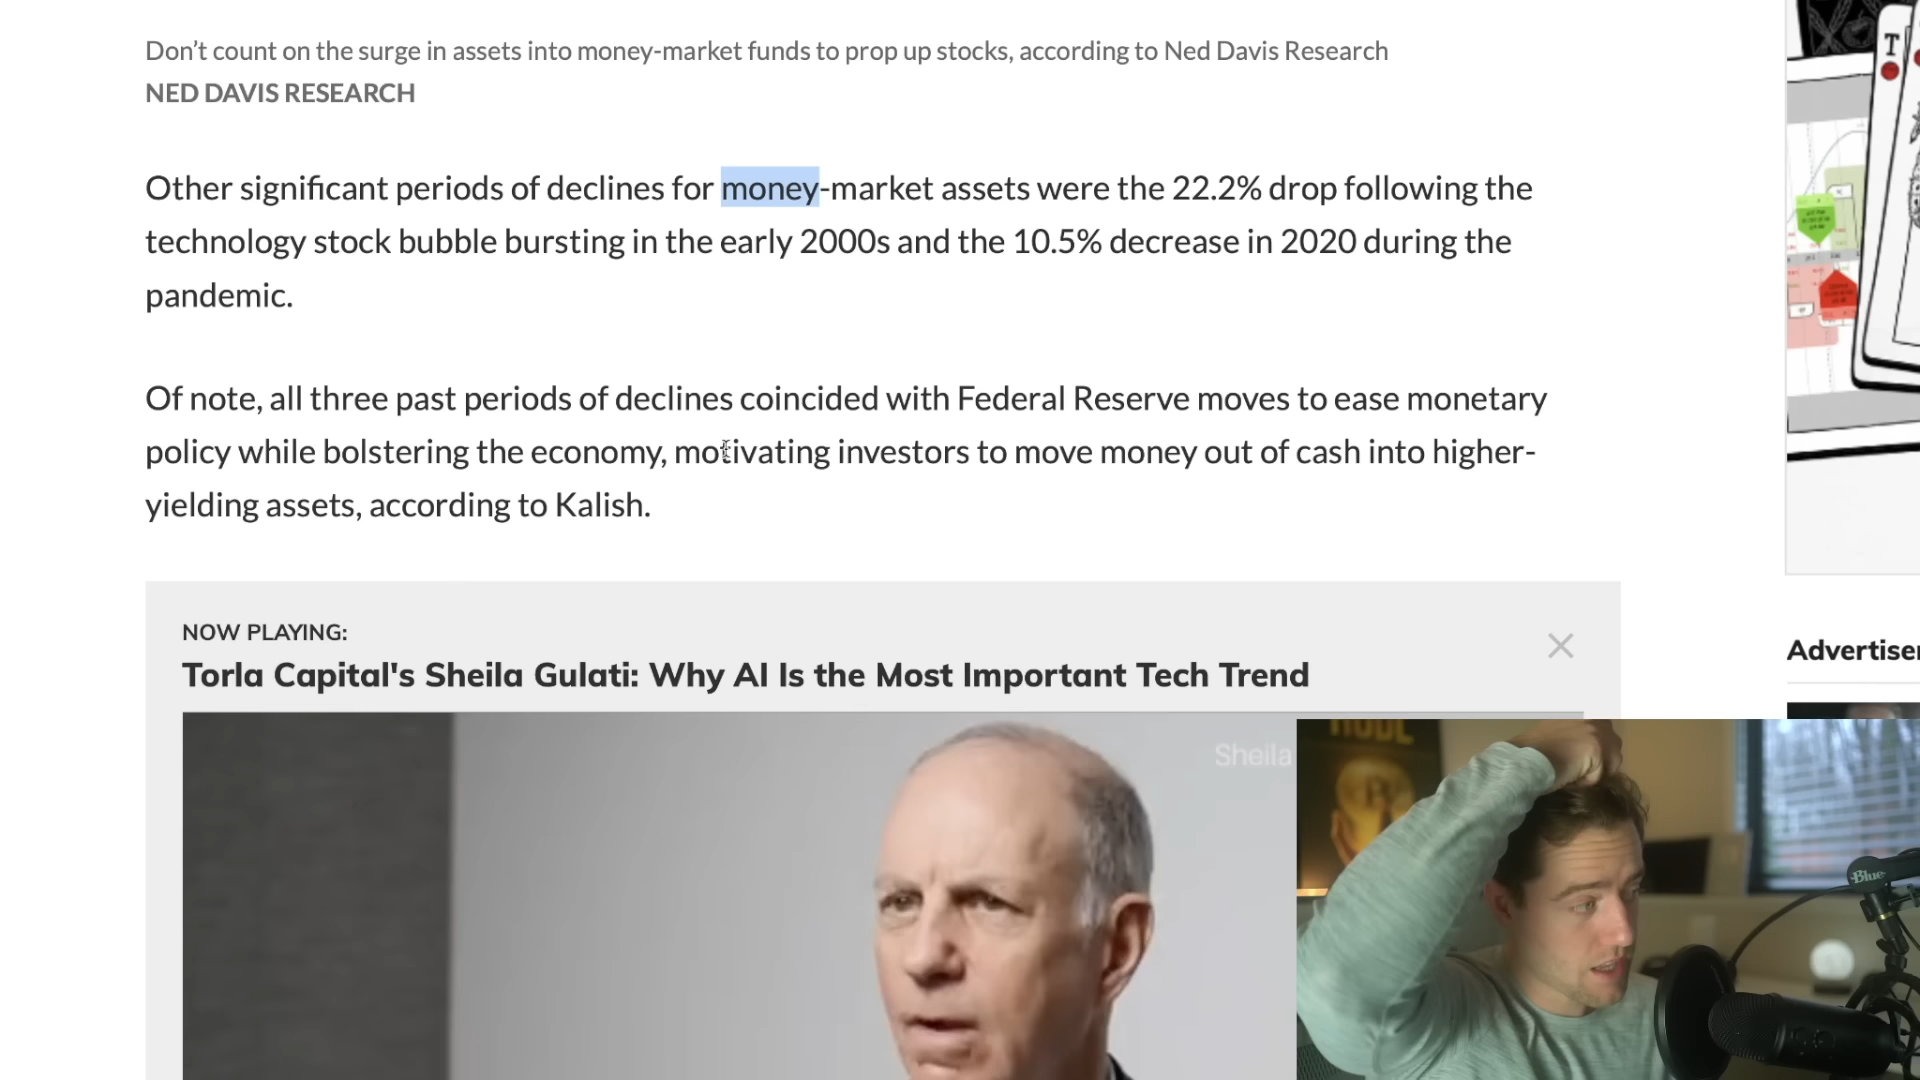 Don’t count on the surge in assets into money-market funds to prop up stocks, according to Ned Davis Research
NED DAVIS RESEARCH
Other significant periods of declines for money-market assets were the 22.2% drop following the
technology stock bubble bursting in the early 2000s and the 10.5% decrease in 2020 during the
pandemic.
Of note, all three past periods of declines coincided with Federal Reserve moves to ease monetary
policy while bolstering the economy, motivating investors to move money out of cash into higher-
yielding assets, according to Kalish.
NOW PLAYING:
Torla Capital's Sheila Gulati: Why AI Is the Most Important Tech Trend
Sheila
T
Blue